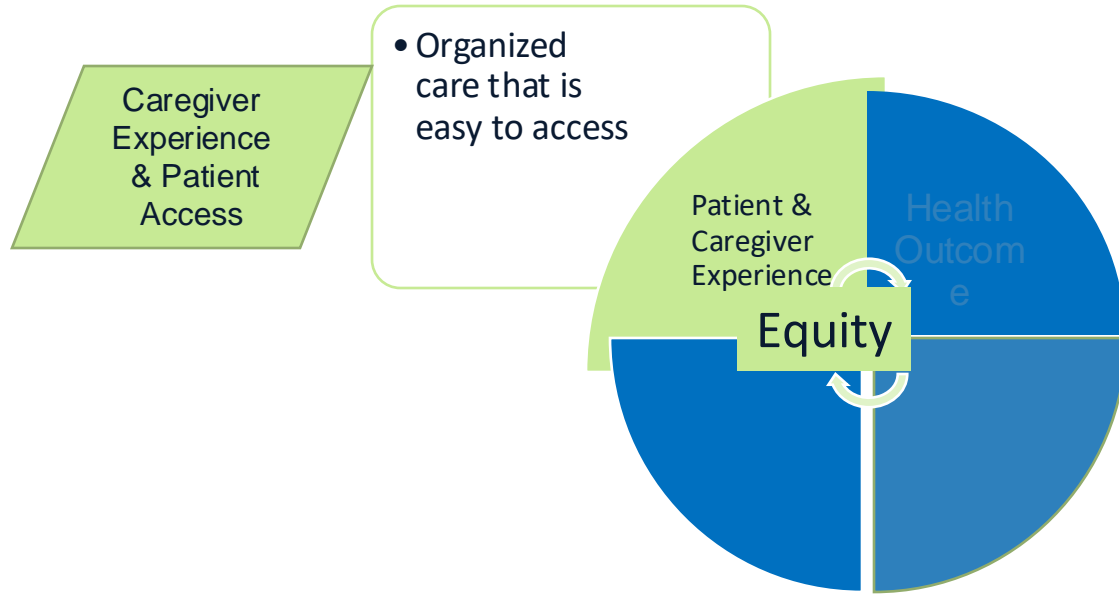 Caregiver
Experience
& Patient
Access
• Organized
care that is
easy to access
Patient &
Caregiver
Experience
Health
Outcom
e
Equity